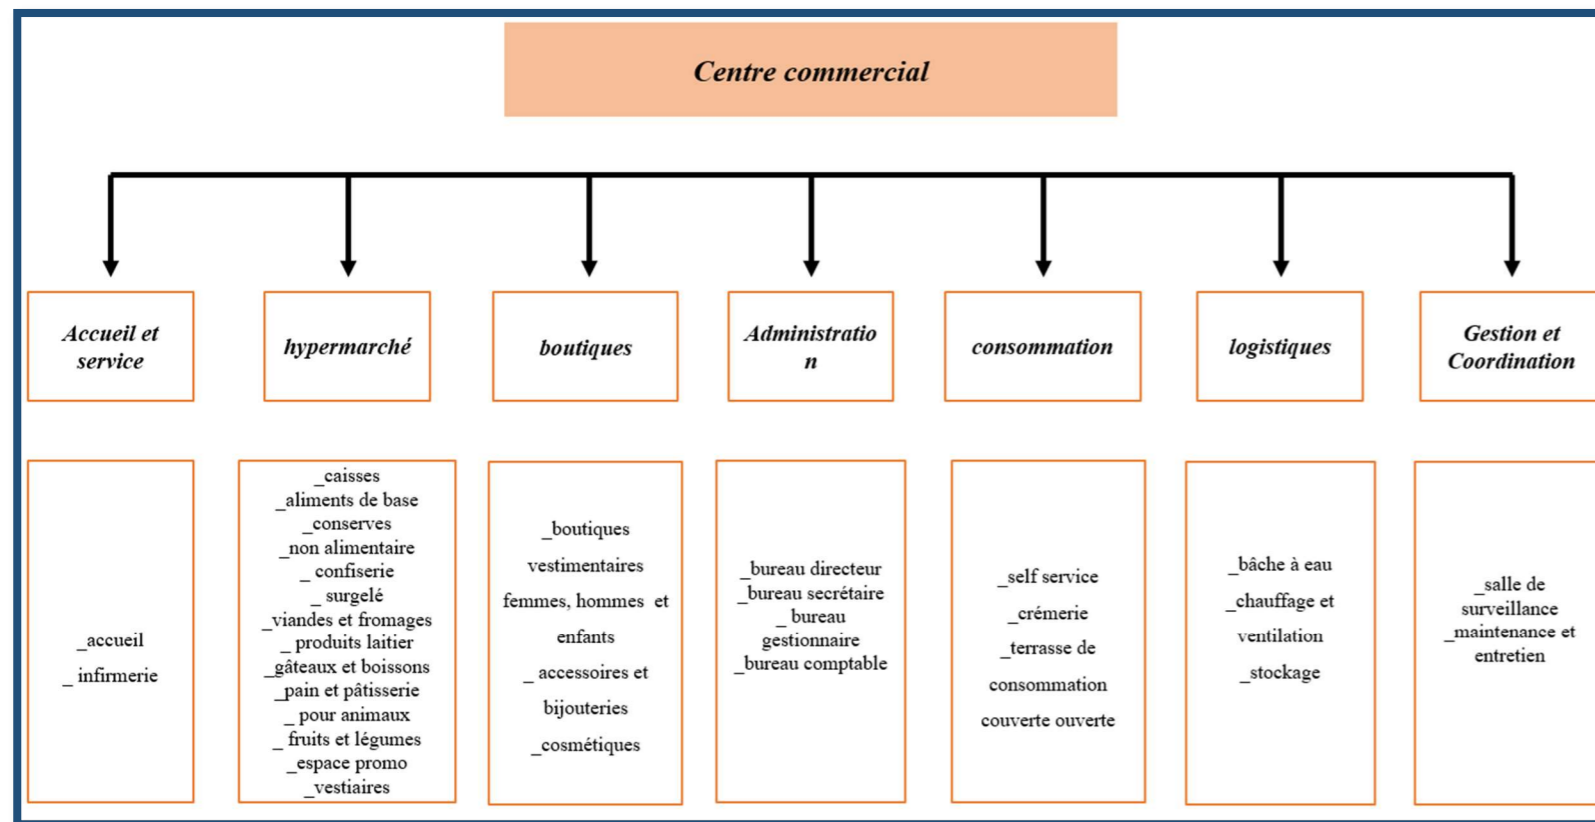 Centre commercial
Accueil et
service
hypermarché
boutiques
Administratio
n
consommation
logistiques
Gestion et
Coordination
_accueil
_ infirmerie
_caisses
_aliments de base
_conserves
_non alimentaire
_ confiserie
_ surgelé
_viandes et fromages
_ produits laitier
_gâteaux et boissons
_pain et pâtisserie
_ pour animaux
_ fruits et légumes
_espace promo
_vestiaires
_boutiques
vestimentaires
femmes, hommes et
enfants
_ accessoires et
bijouteries
_cosmétiques
_bureau directeur
_bureau secrétaire
_ bureau
gestionnaire
_bureau comptable
_self service
_crémerie
_terrasse de
consommation
couverte ouverte
_bâche à eau
_chauffage et
ventilation
_stockage
_salle de
surveillance
_maintenance et
entretien